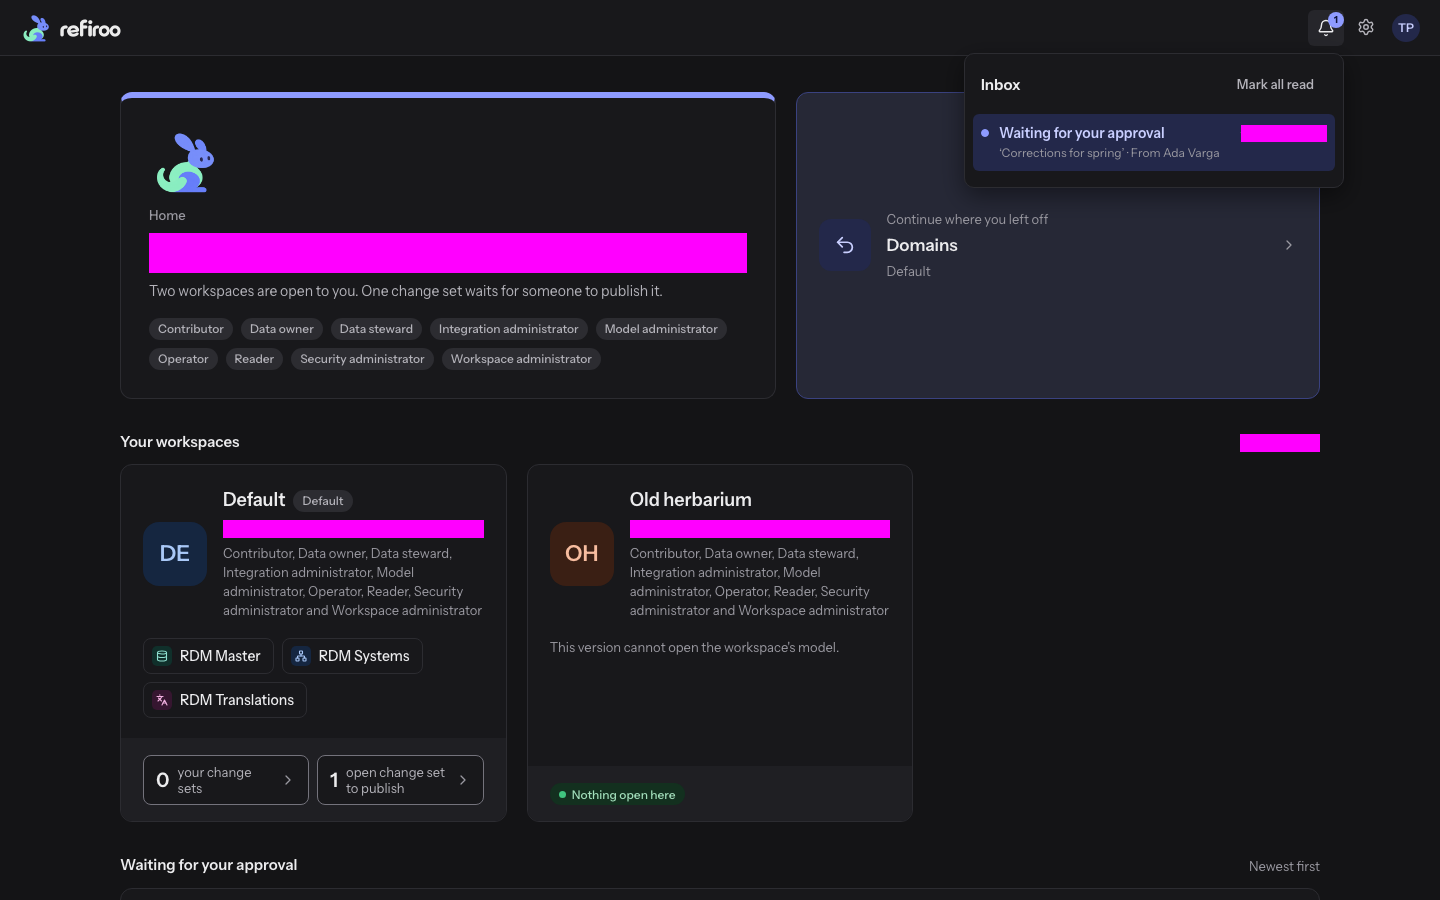 refiroo
1
TP
Inbox
Mark all read
Waiting for your approval
‘Corrections for spring’ · From Ada Varga
Home
Two workspaces are open to you. One change set waits for someone to publish it.
Contributor
Data owner
Data steward
Integration administrator
Model administrator
Operator
Reader
Security administrator
Workspace administrator
Continue where you left off
Domains
Default
Your workspaces
DE
Default
Default
Contributor, Data owner, Data steward,
Integration administrator, Model
administrator, Operator, Reader, Security
administrator and Workspace administrator
RDM Master
RDM Systems
RDM Translations
0
your change
sets
1
open change set
to publish
OH
Old herbarium
Contributor, Data owner, Data steward,
Integration administrator, Model
administrator, Operator, Reader, Security
administrator and Workspace administrator
This version cannot open the workspace’s model.
Nothing open here
Waiting for your approval
Newest first